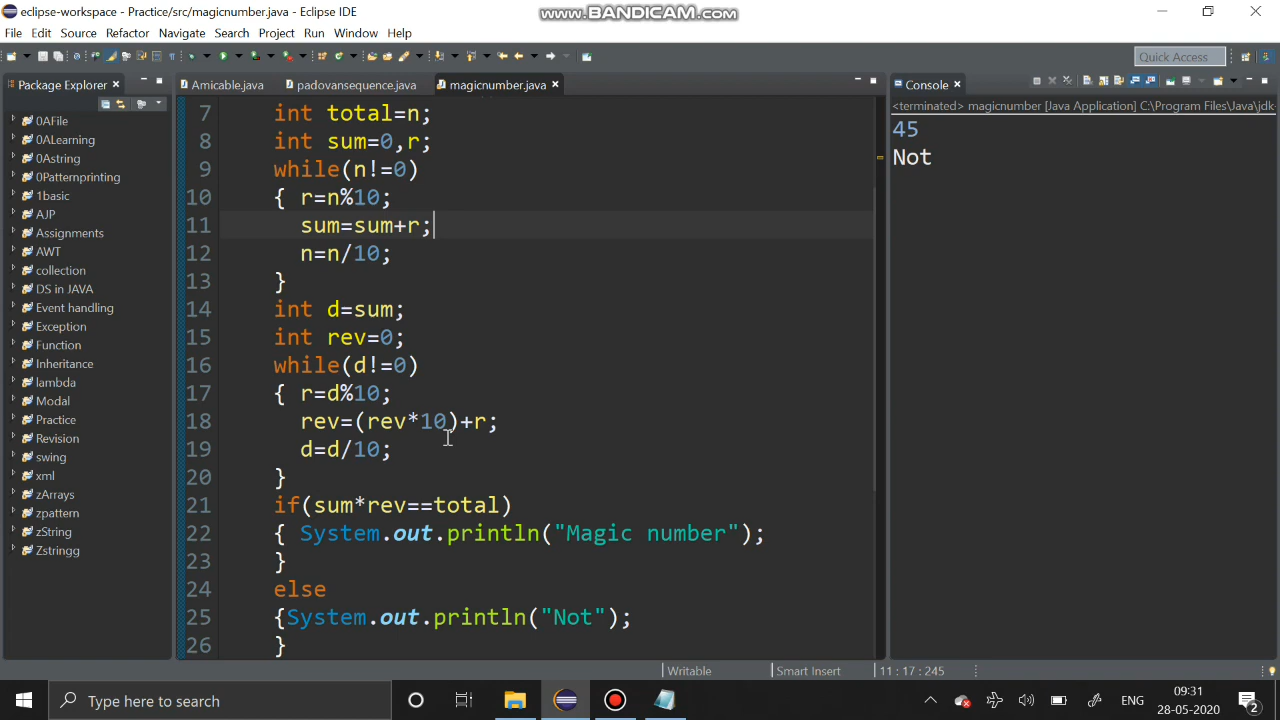 eclipse-workspace - Practice/src/magicnumber.java - Eclipse IDE
www.BANDICAM.com
File Edit Source Refactor Navigate Search Project Run Window Help
Quick Access
Package Explorer
Amicable.java
padovansequence.java
magicnumber.java
Console
<terminated> magicnumber [Java Application] C:\Program Files\Java\jdk-
45
Not
0AFile
0ALearning
0Astring
0Patternprinting
1basic
AJP
Assignments
AWT
collection
DS in JAVA
Event handling
Exception
Function
Inheritance
lambda
Modal
Practice
Revision
swing
xml
zArrays
zpattern
zString
Zstringg
7 int total=n;
8 int sum=0,r;
9 while(n!=0)
10 { r=n%10;
11 sum=sum+r;
12 n=n/10;
13 }
14 int d=sum;
15 int rev=0;
16 while(d!=0)
17 { r=d%10;
18 rev=(rev*10)+r;
19 d=d/10;
20 }
21 if(sum*rev==total)
22 { System.out.println("Magic number");
23 }
24 else
25 {System.out.println("Not");
26 }
Writable
Smart Insert
11 : 17 : 245
Type here to search
ENG
09:31
28-05-2020
2